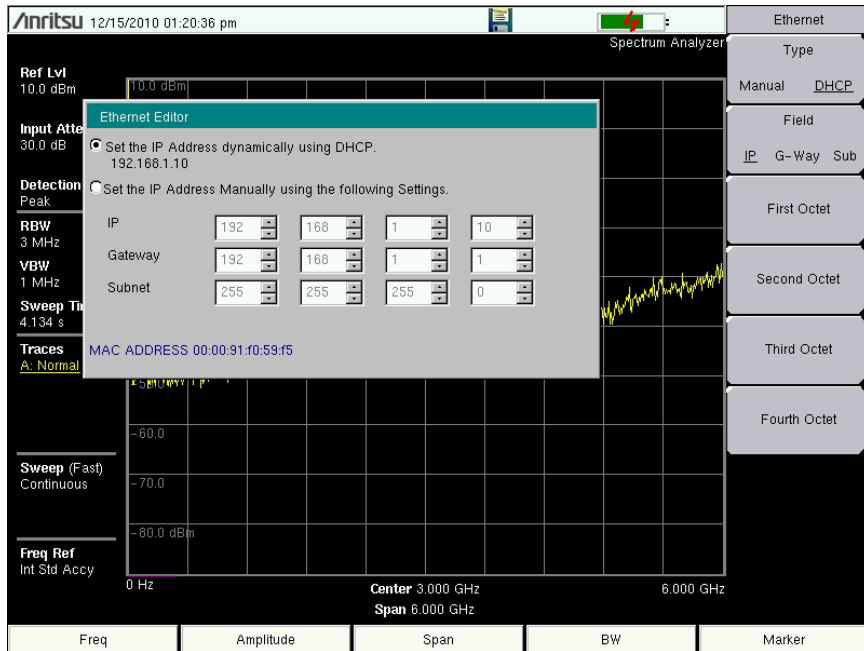 Anritsu 12/15/2010 01:20:36 pm
Spectrum Analyzer
Ref Lvl
10.0 dBm
Input Atte
30.0 dB
Detection
Peak
RBW
3 MHz
VBW
1 MHz
Sweep Ti
4.134 s
Traces
A: Normal
Sweep (Fast)
Continuous
Freq Ref
Int Std Accy
10.0 dBm
Ethernet Editor
Set the IP Address dynamically using DHCP.
192.168.1.10
Set the IP Address Manually using the following Settings.
IP 192 168 1 10
Gateway 192 168 1 1
Subnet 255 255 255 0
MAC ADDRESS 00:00:91:f0:59:f5
-60.0
-70.0
-80.0 dBm
0 Hz Center 3.000 GHz 6.000 GHz
Span 6.000 GHz
Ethernet
Type
Manual DHCP
Field
IP G-Way Sub
First Octet
Second Octet
Third Octet
Fourth Octet
Freq Amplitude Span BW Marker